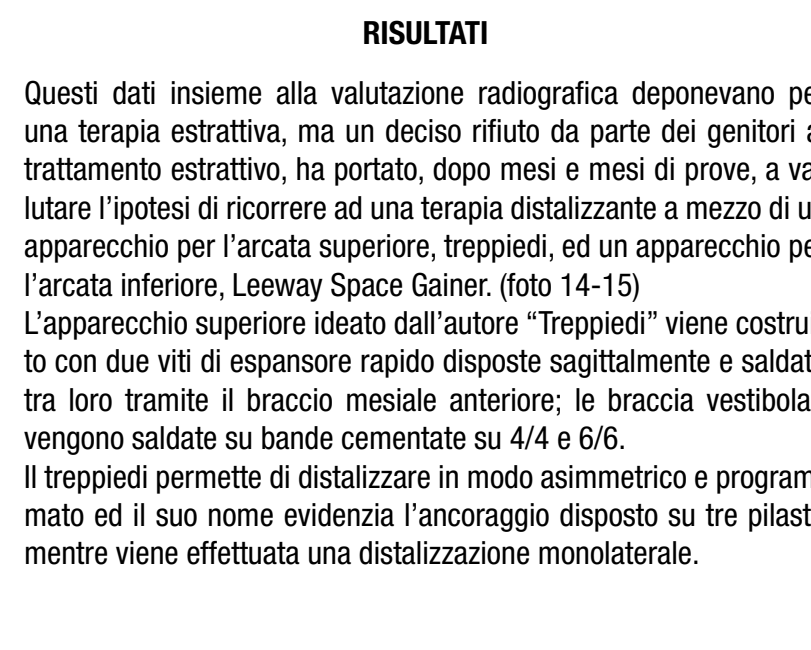 RISULTATI
Questi dati insieme alla valutazione radiografica deponevano pe
una terapia estrattiva, ma un deciso rifiuto da parte dei genitori a
trattamento estrattivo, ha portato, dopo mesi e mesi di prove, a va
lutare l'ipotesi di ricorrere ad una terapia distalizzante a mezzo di u
apparecchio per l'arcata superiore, treppiedi, ed un apparecchio pe
l'arcata inferiore, Leeway Space Gainer. (foto 14-15)
L'apparecchio superiore ideato dall'autore “Treppiedi” viene costru
to con due viti di espansore rapido disposte sagittalmente e saldat
tra loro tramite il braccio mesiale anteriore; le braccia vestibola
vengono saldate su bande cementate su 4/4 e 6/6.
Il treppiedi permette di distalizzare in modo asimmetrico e program
mato ed il suo nome evidenzia l'ancoraggio disposto su tre pilast
mentre viene effettuata una distalizzazione monolaterale.